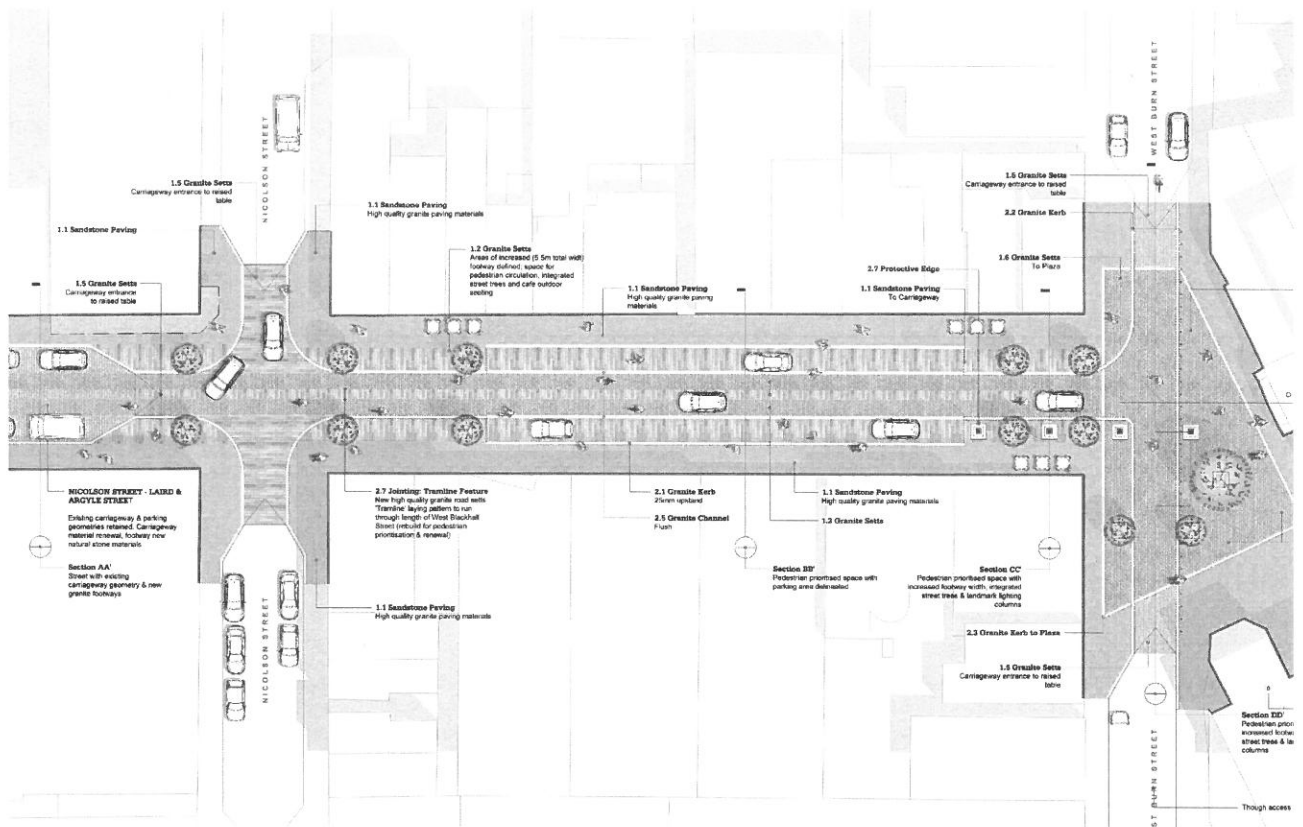 NICOLSON STREET
WEST BURN STREET
1.5 Granite Setts
Carriageway entrance to raised
table
1.1 Sandstone Paving
1.1 Sandstone Paving
High quality granite paving materials
1.5 Granite Setts
Carriageway entrance
to raised table
1.2 Granite Setts
Areas of increased (5.5m total widt)
footway defined, space for
pedestrian circulation, integrated
street trees and cafe outdoor
seating
1.1 Sandstone Paving
High quality granite paving
materials
2.7 Protective Edge
1.1 Sandstone Paving
To Carriageway
1.5 Granite Setts
Carriageway entrance to raised
table
2.2 Granite Kerb
1.6 Granite Setts
To Plaza
NICOLSON STREET - LAIRD &
ARGYLE STREET
Existing carriageway & parking
geometries retained. Carriageway
material renewal, footway new
natural stone materials
Section AA'
Street with existing
carriageway geometry & new
granite footways
2.7 Jointing: Tramline Feature
New high quality granite road setts
'Tramline' laying pattern to run
through length of West Blackhall
Street (rebuild for pedestrian
prioritisation & renewal)
1.1 Sandstone Paving
High quality granite paving materials
2.1 Granite Kerb
25mm upstand
2.5 Granite Channel
Flush
1.1 Sandstone Paving
High quality granite paving materials
1.2 Granite Setts
Section BB'
Pedestrian prioritised space with
parking area delineated
Section CC'
Pedestrian prioritised space with
increased footway width, integrated
street trees & landmark lighting
columns
2.3 Granite Kerb to Plaza
1.5 Granite Setts
Carriageway entrance to raised
table
Section DD'
Pedestrian prior
increased footw
street trees & la
columns
NICOLSON STREET
ST BURN STREET
Though access